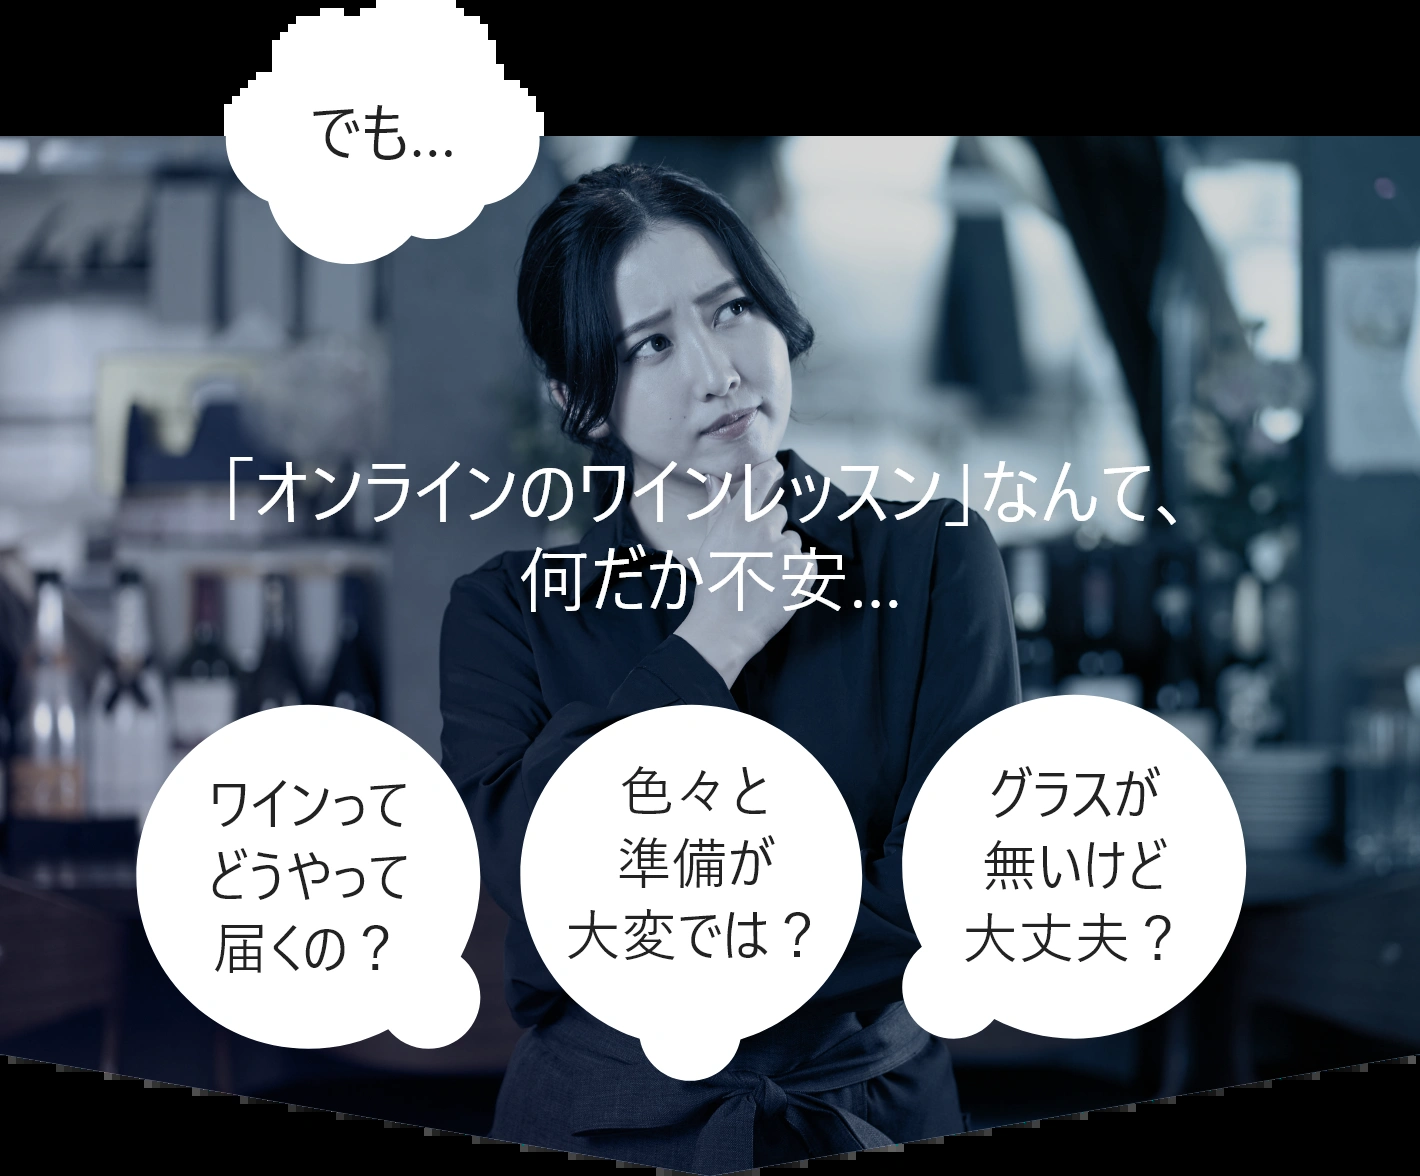 でも...
「オンラインのワインレッスン」なんて、
何だか不安...
ワインって
どうやって
届くの？
色々と
準備が
大変では？
グラスが
無いけど
大丈夫？